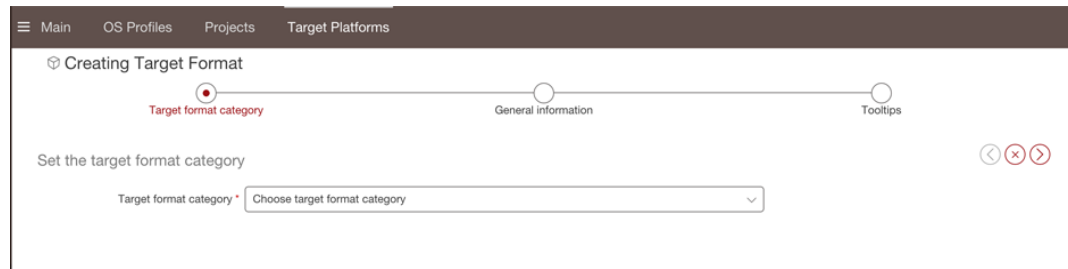 Main OS Profiles Projects Target Platforms
Creating Target Format
Target format category General information Tooltips
Set the target format category
Target format category * Choose target format category